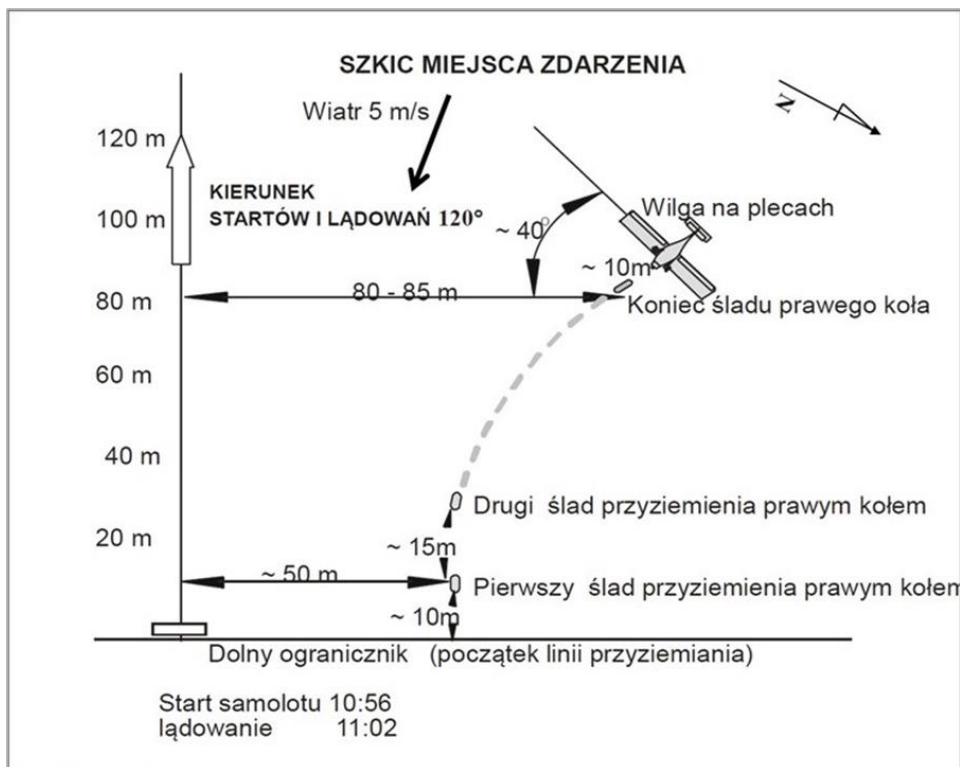 SZKIC MIEJSCA ZDARZENIA
Wiatr 5 m/s
N
120 m
KIERUNEK
STARTÓW I LĄDOWAŃ 120°
Wilga na plecach
100 m
~ 40°
~ 10m
80 - 85 m
80 m
Koniec śladu prawego koła
60 m
40 m
Drugi ślad przyziemienia prawym kołem
20 m
~ 15m
~ 50 m
Pierwszy ślad przyziemienia prawym kołem
~ 10m
Dolny ogranicznik (początek linii przyziemiania)
Start samolotu 10:56
lądowanie 11:02